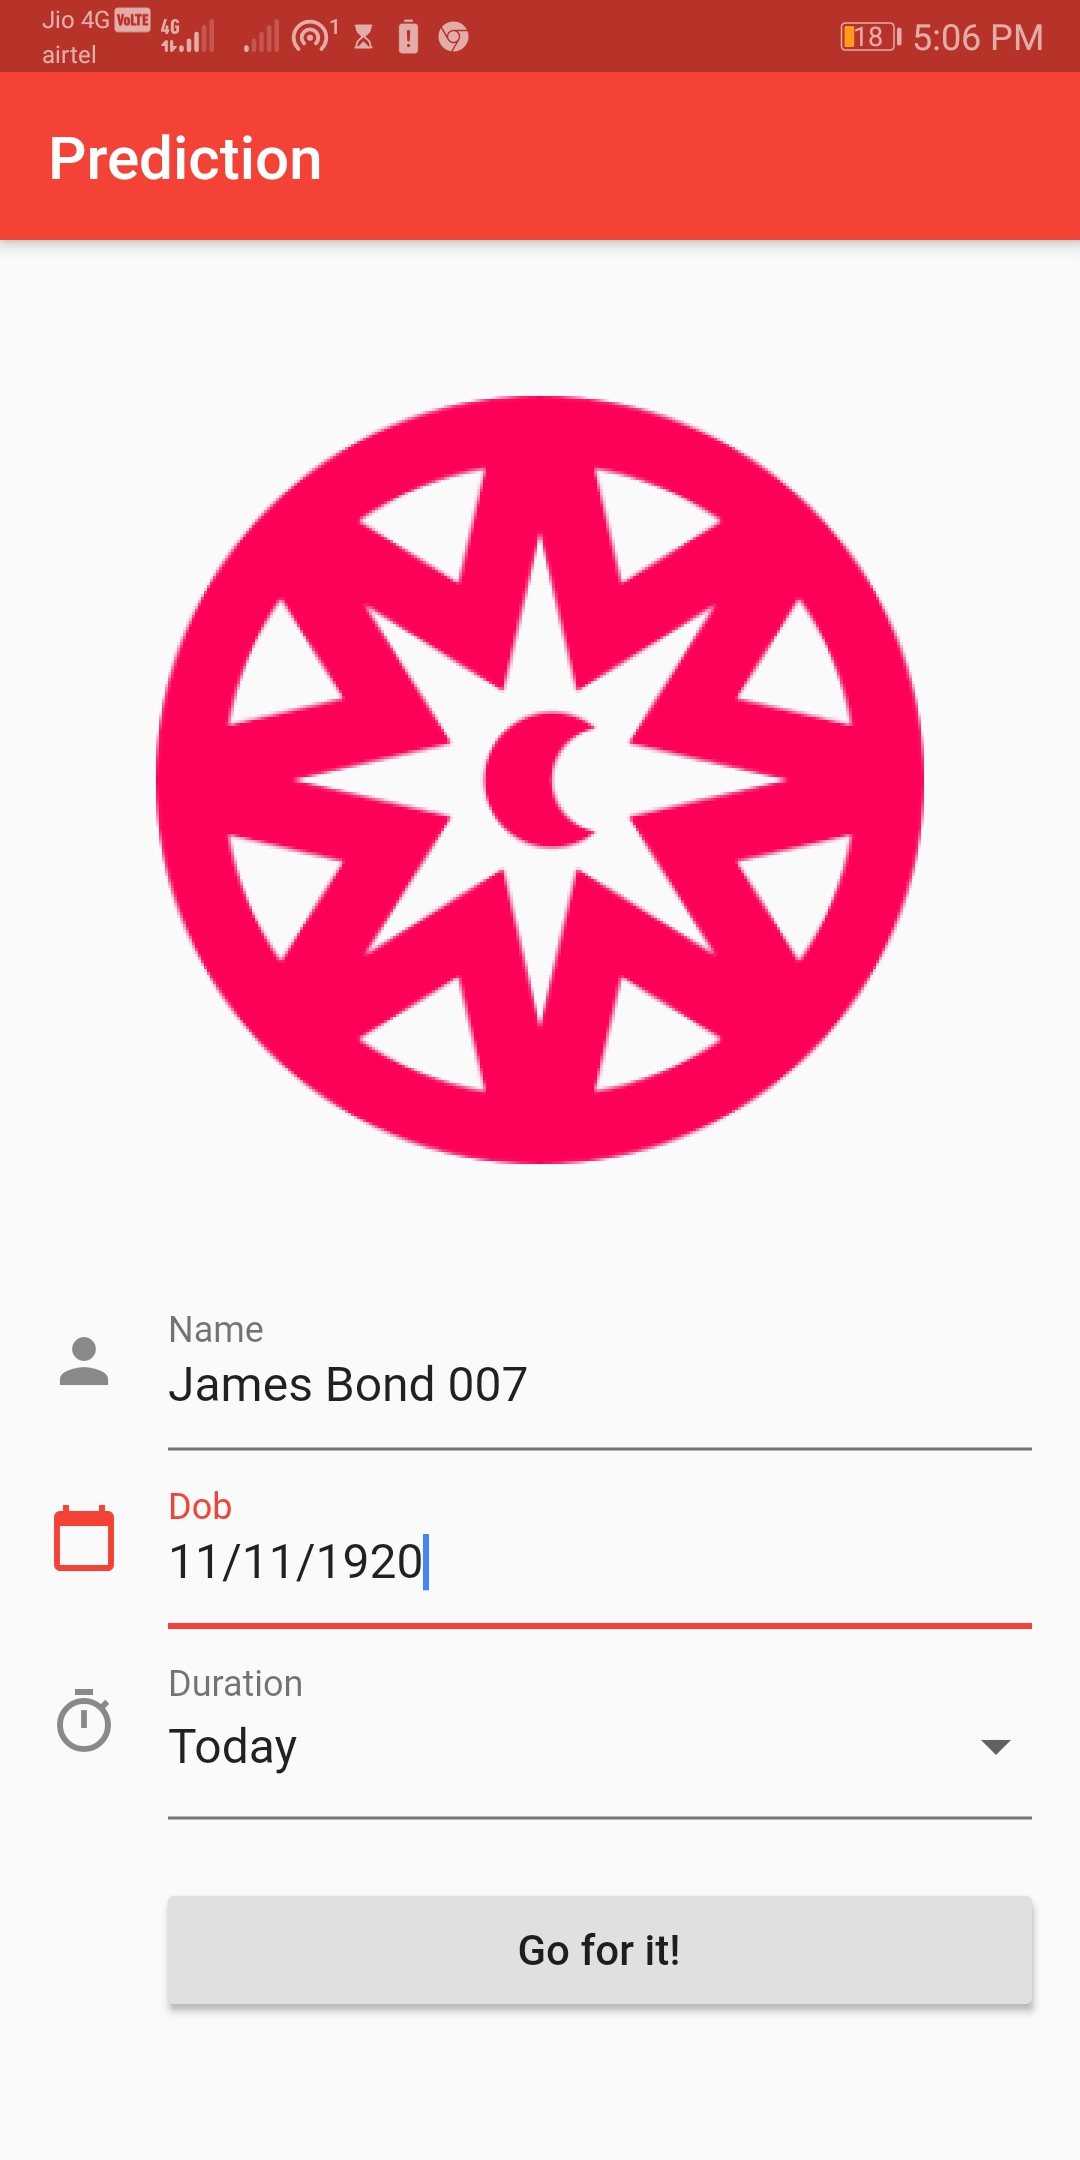 Jio 4G VoLTE 4G 1 18 5:06 PM
airtel
Prediction
Name
James Bond 007
Dob
11/11/1920
Duration
Today
Go for it!